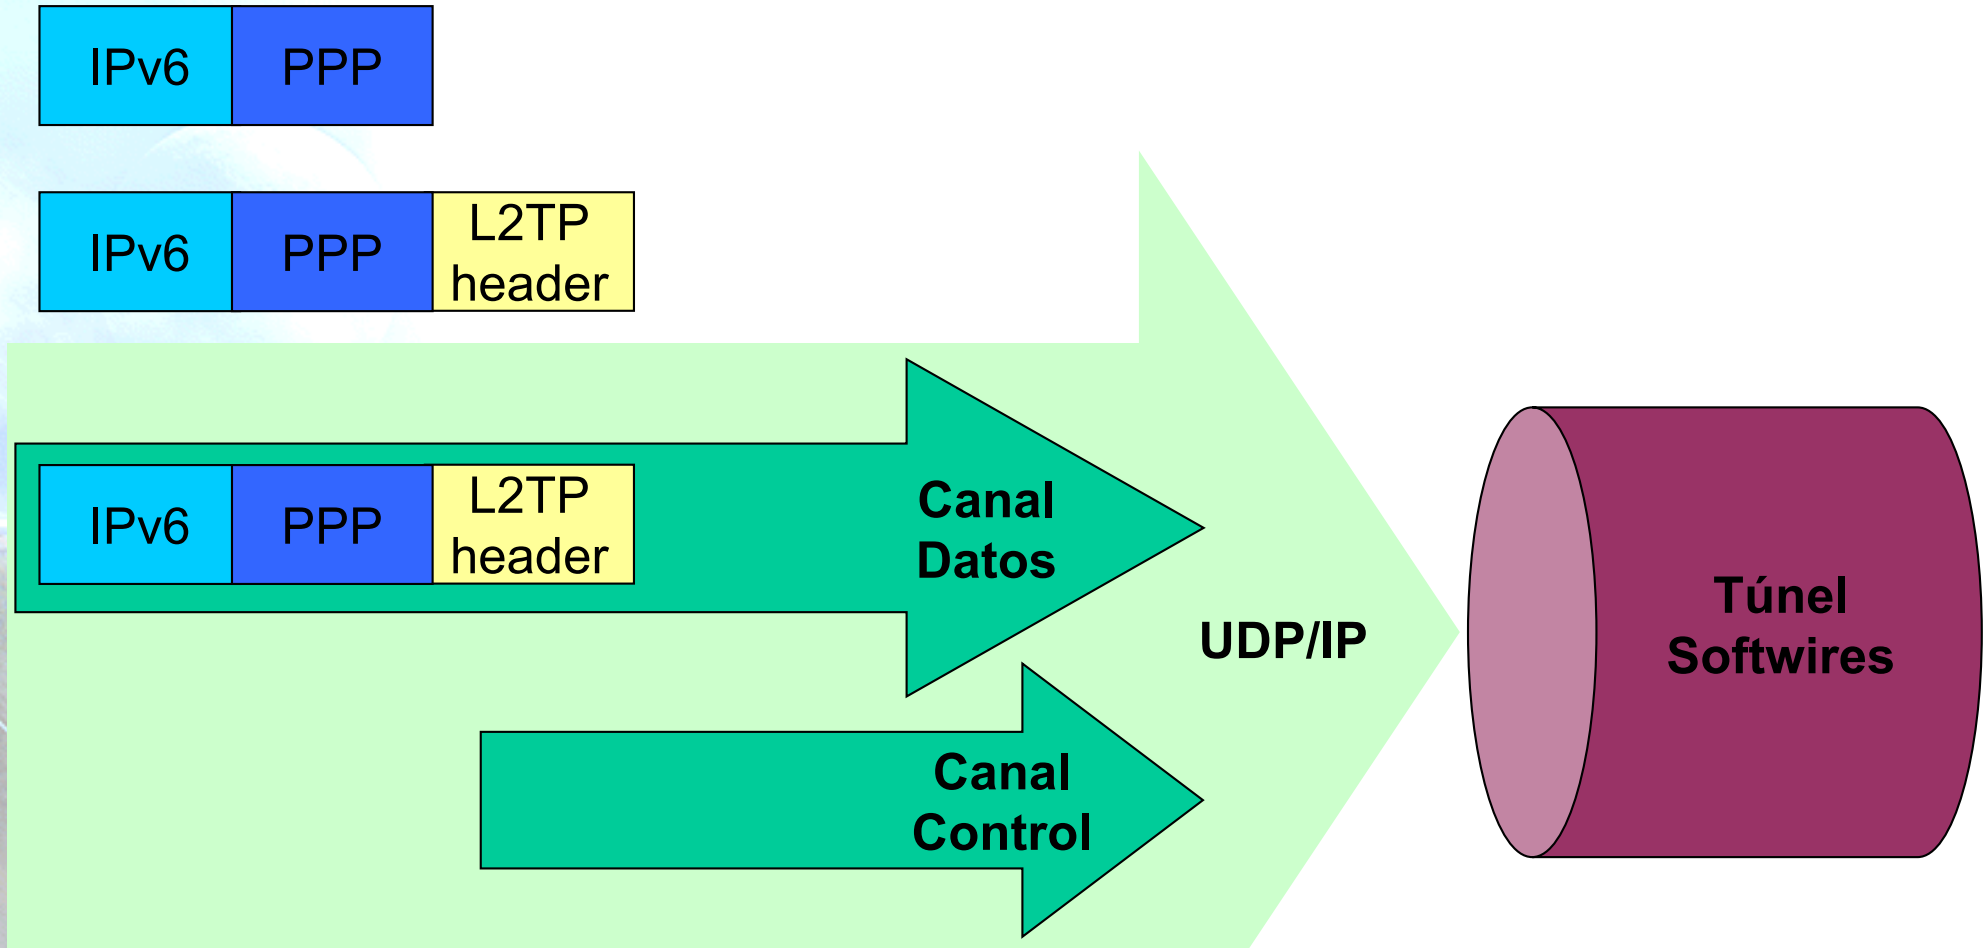 IPv6 PPP
IPv6 PPP L2TP
header
IPv6 PPP L2TP
header
Canal
Datos
UDP/IP
Canal
Control
Túnel
Softwires